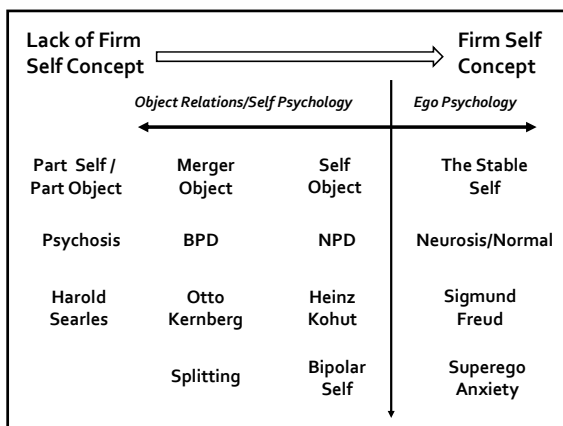 Lack of Firm
Self Concept
Firm Self
Concept
Object Relations/Self Psychology
Ego Psychology
Part Self /
Part Object
Merger
Object
Self
Object
The Stable
Self
Psychosis
BPD
NPD
Neurosis/Normal
Harold
Searles
Otto
Kernberg
Heinz
Kohut
Sigmund
Freud
Splitting
Bipolar
Self
Superego
Anxiety